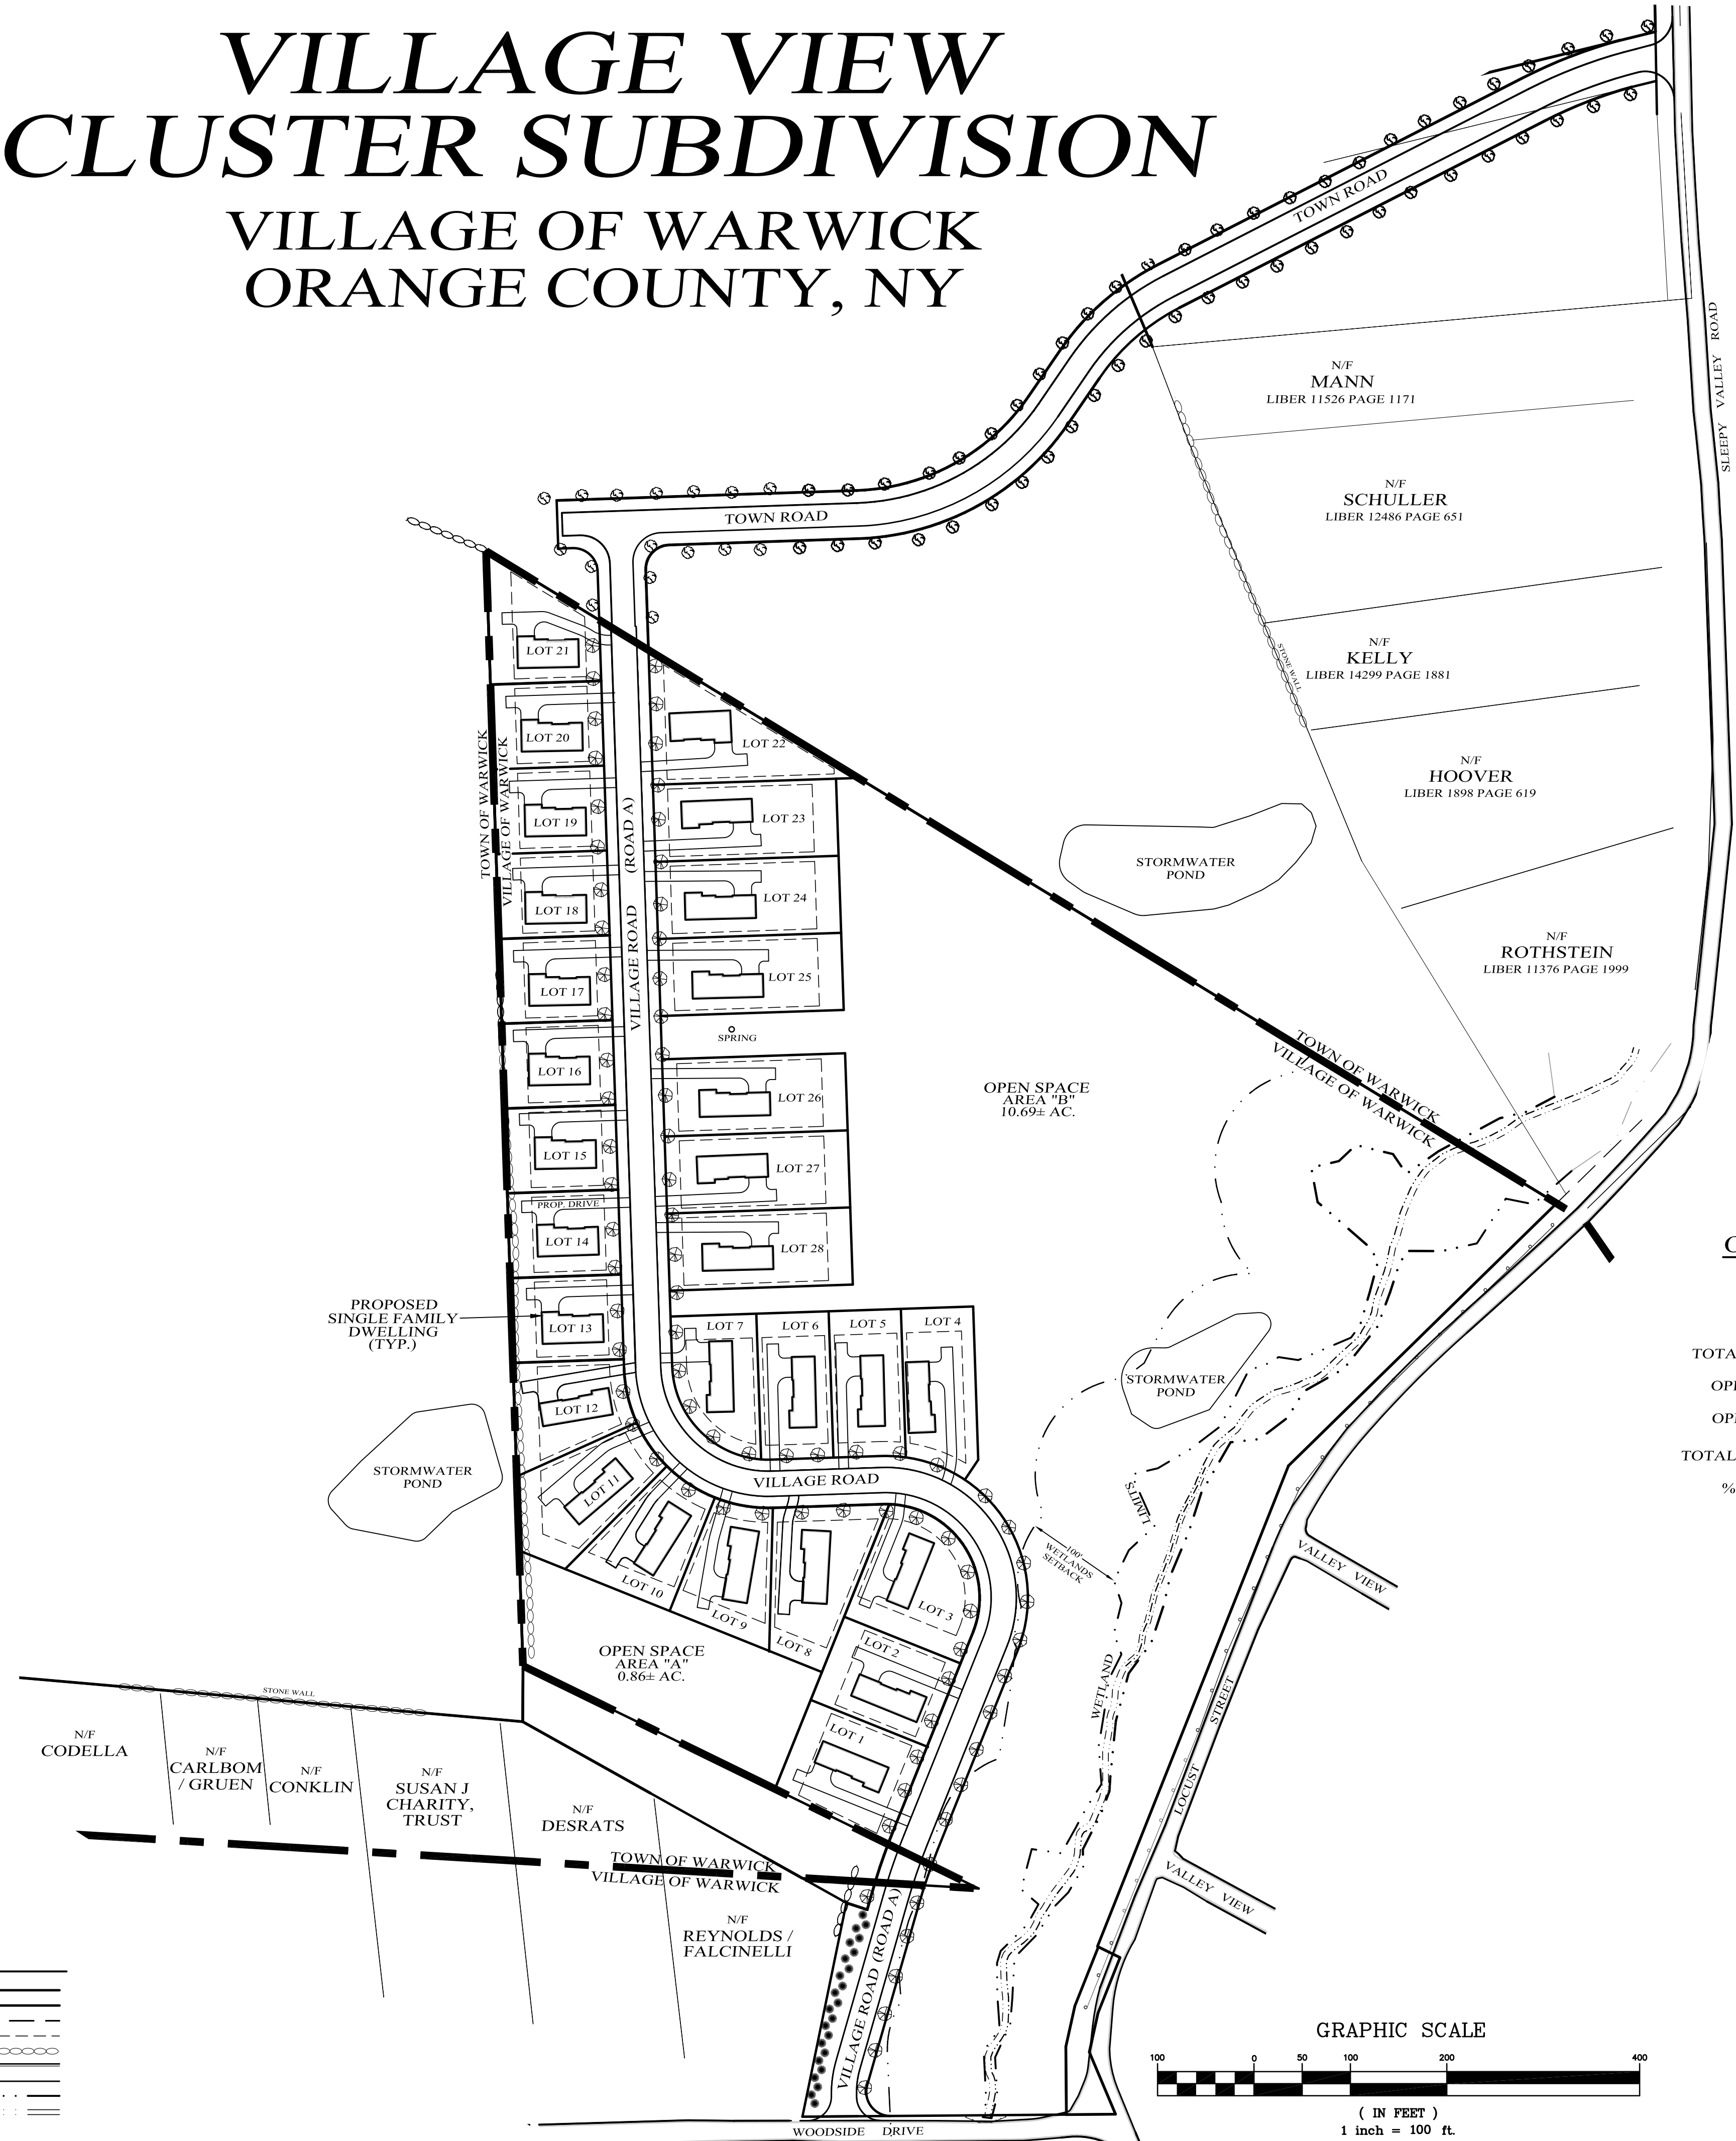 VILLAGE VIEW
CLUSTER SUBDIVISION
VILLAGE OF WARWICK
ORANGE COUNTY, NY
TOWN ROAD
SLEEPY VALLEY ROAD
N/F
MANN
LIBER 11526 PAGE 1171
N/F
SCHULLER
LIBER 12486 PAGE 651
TOWN ROAD
STONE WALL
N/F
KELLY
LIBER 14299 PAGE 1881
N/F
HOOVER
LIBER 1898 PAGE 619
N/F
ROTHSTEIN
LIBER 11376 PAGE 1999
STORMWATER
POND
LOT 21
LOT 20
LOT 19
LOT 18
LOT 17
LOT 16
LOT 15
PROP. DRIVE
LOT 14
LOT 13
LOT 12
LOT 11
LOT 10
LOT 9
LOT 8
TOWN OF WARWICK
VILLAGE OF WARWICK
VILLAGE ROAD (ROAD A)
LOT 22
LOT 23
LOT 24
LOT 25
SPRING
LOT 26
LOT 27
LOT 28
OPEN SPACE
AREA "B"
10.69± AC.
TOWN OF WARWICK
VILLAGE OF WARWICK
PROPOSED
SINGLE FAMILY
DWELLING
(TYP.)
LOT 7
LOT 6
LOT 5
LOT 4
STORMWATER
POND
STORMWATER
POND
VILLAGE ROAD
LIMITS
100'
WETLANDS
SETBACK
WETLAND
VALLEY VIEW
LOT 3
LOT 2
LOT 1
OPEN SPACE
AREA "A"
0.86± AC.
STONE WALL
LOCUST STREET
VALLEY VIEW
N/F
CODELLA
N/F
CARLBOM
/ GRUEN
N/F
CONKLIN
N/F
SUSAN J
CHARITY,
TRUST
N/F
DESRATS
TOWN OF WARWICK
VILLAGE OF WARWICK
N/F
REYNOLDS /
FALCINELLI
VILLAGE ROAD (ROAD A)
WOODSIDE DRIVE
GRAPHIC SCALE
100 0 50 100 200 400
( IN FEET )
1 inch = 100 ft.
TOTA
OP
OP
TOTAL
%